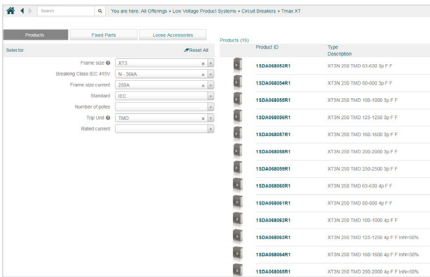 Search
You are here: All Offerings » Low Voltage Product Systems » Circuit Breakers » Tmax XT
Products
Fixed Parts
Loose Accessories
Selector
Reset All
Frame size XT3
Breaking Class IEC 415V N - 36kA
Frame size current 250A
Standard IEC
Number of poles
Trip Unit TMD
Rated current
Products (16)
Product ID Type
Description
1SDA068052R1 XT3N 250 TMD 63-630 3p F F
1SDA068054R1 XT3N 250 TMD 80-800 3p F F
1SDA068055R1 XT3N 250 TMD 100-1000 3p F F
1SDA068056R1 XT3N 250 TMD 125-1250 3p F F
1SDA068057R1 XT3N 250 TMD 160-1600 3p F F
1SDA068058R1 XT3N 250 TMD 200-2000 3p F F
1SDA068059R1 XT3N 250 TMD 250-2500 3p F F
1SDA068060R1 XT3N 250 TMD 63-630 4p F F
1SDA068061R1 XT3N 250 TMD 80-800 4p F F
1SDA068062R1 XT3N 250 TMD 100-1000 4p F F
1SDA068063R1 XT3N 250 TMD 125-1250 4p F F InN=50%
1SDA068064R1 XT3N 250 TMD 160-1600 4p F F InN=50%
1SDA068065R1 XT3N 250 TMD 200-2000 4p F F InN=50%